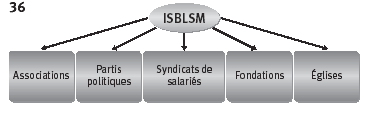 36
ISBLSM
Associations
Partis
politiques
Syndicats de
salariés
Fondations
Églises